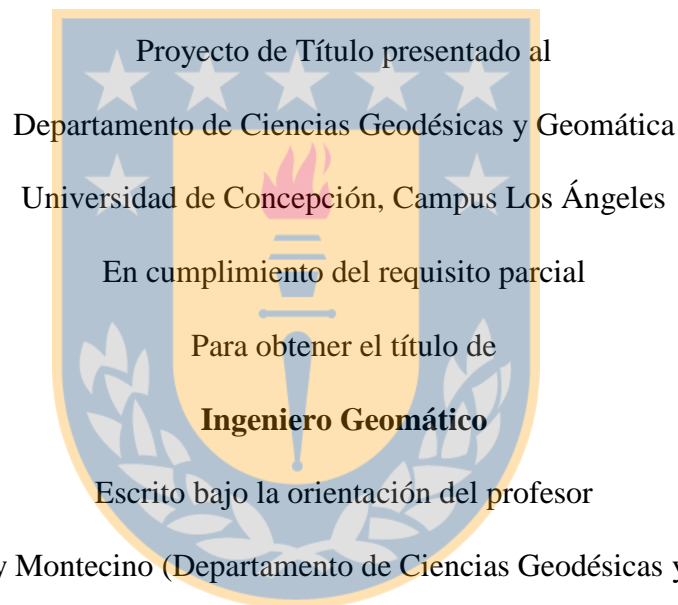 Proyecto de Título presentado al
Departamento de Ciencias Geodésicas y Geomática
Universidad de Concepción, Campus Los Ángeles
En cumplimiento del requisito parcial
Para obtener el título de
Ingeniero Geomático
Escrito bajo la orientación del profesor
y Montecino (Departamento de Ciencias Geodésicas y